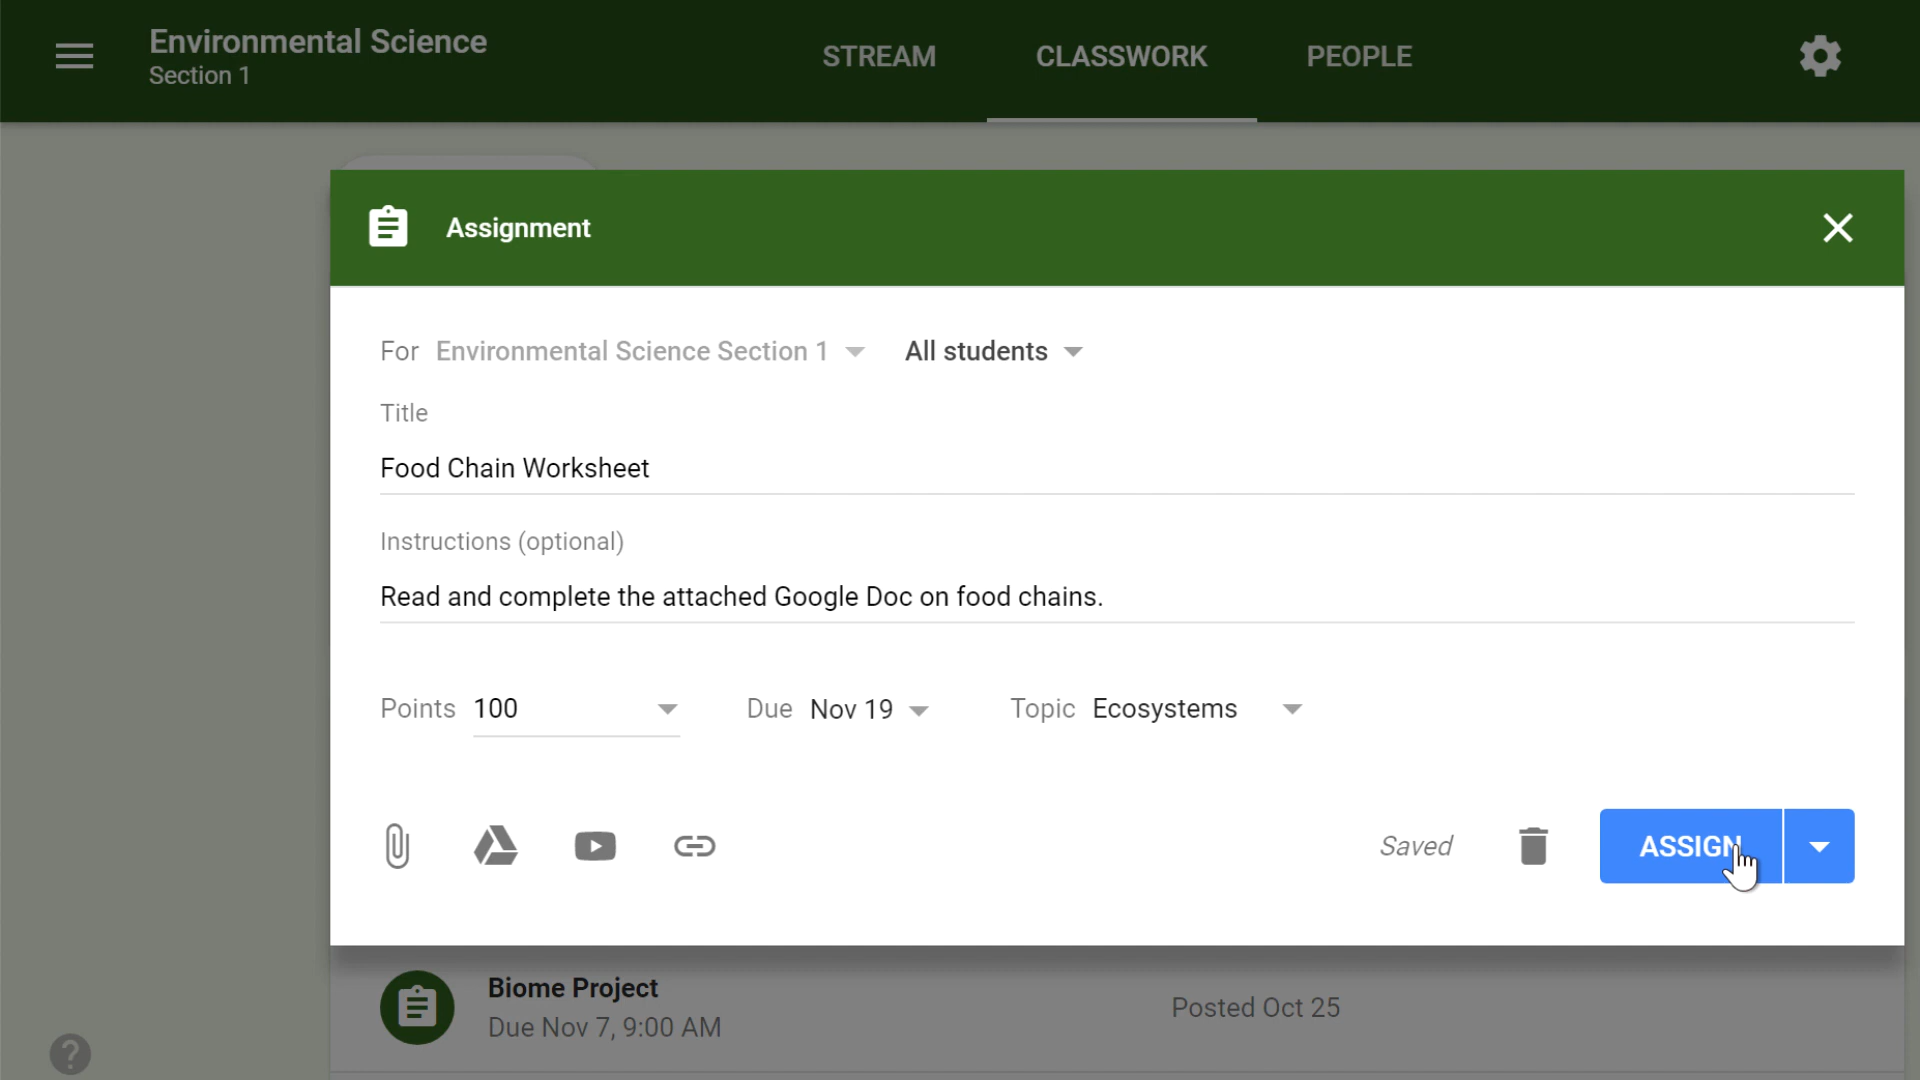 Environmental Science
Section 1
STREAM CLASSWORK PEOPLE
Assignment
For Environmental Science Section 1 All students
Title
Food Chain Worksheet
Instructions (optional)
Read and complete the attached Google Doc on food chains.
Points 100 Due Nov 19 Topic Ecosystems
Saved ASSIGN
Biome Project
Due Nov 7, 9:00 AM
Posted Oct 25
?